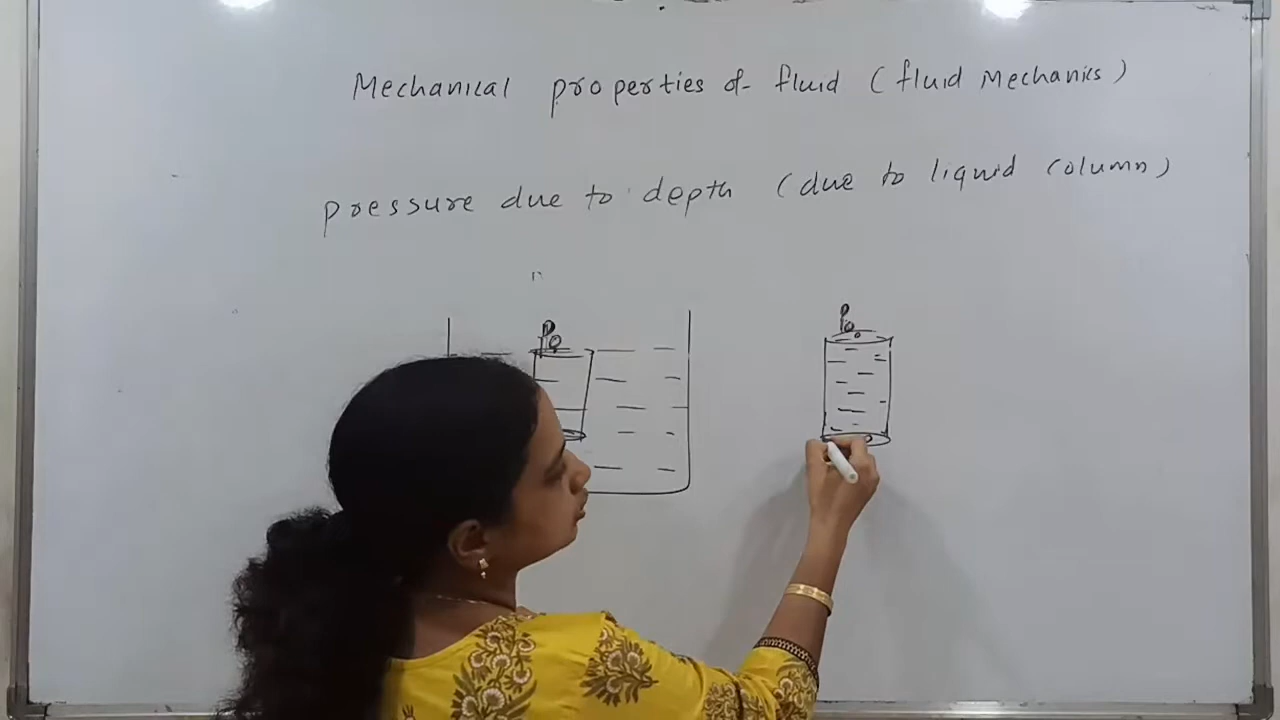 Mechanical properties of fluid (fluid Mechanics)
pressure due to depth (due to liquid column)
P₀ P₀